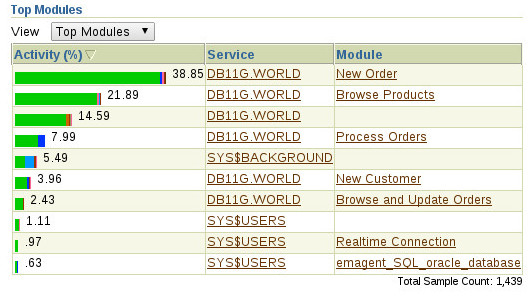 Top Modules
View Top Modules
Activity (%) Service Module
38.85 DB11G.WORLD New Order
21.89 DB11G.WORLD Browse Products
14.59 DB11G.WORLD
7.99 DB11G.WORLD Process Orders
5.49 SYS$BACKGROUND
3.96 DB11G.WORLD New Customer
2.43 DB11G.WORLD Browse and Update Orders
1.11 SYS$USERS
.97 SYS$USERS Realtime Connection
.63 SYS$USERS emagent_SQL_oracle_database
Total Sample Count: 1,439